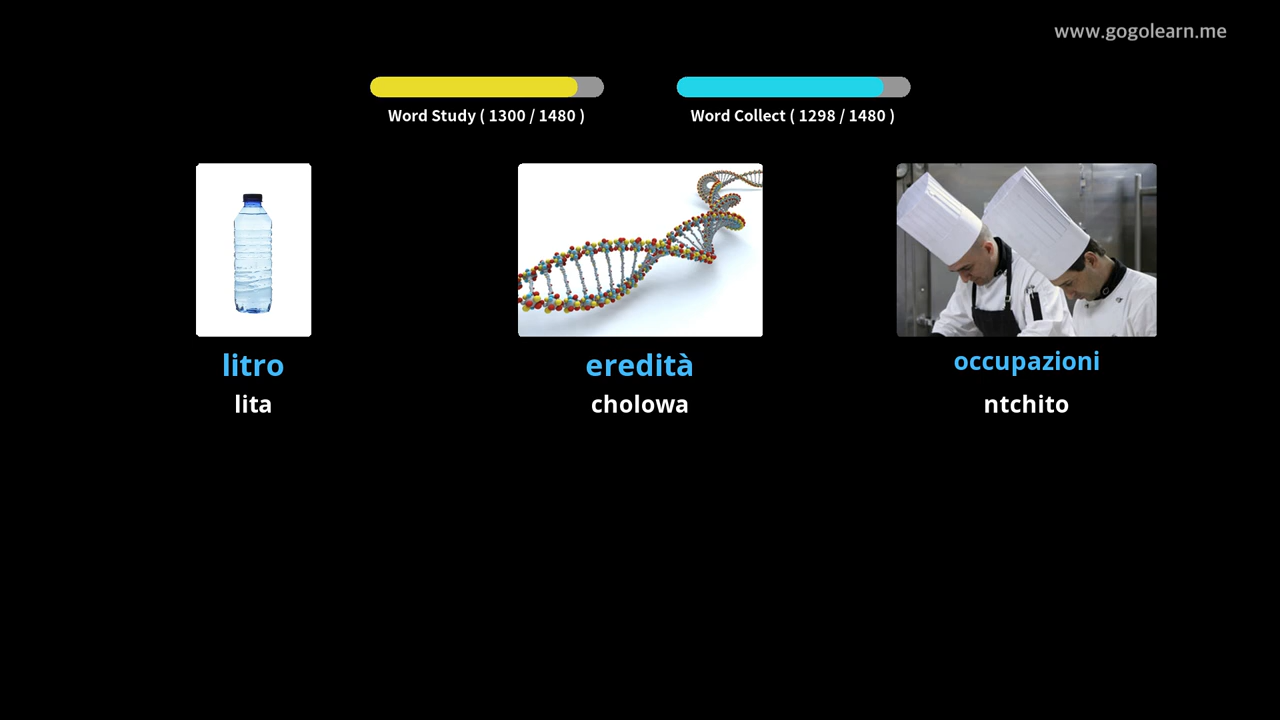 www.gogolearn.me
Word Study ( 1300 / 1480 )
Word Collect ( 1298 / 1480 )
litro
lita
eredità
cholowa
occupazioni
ntchito